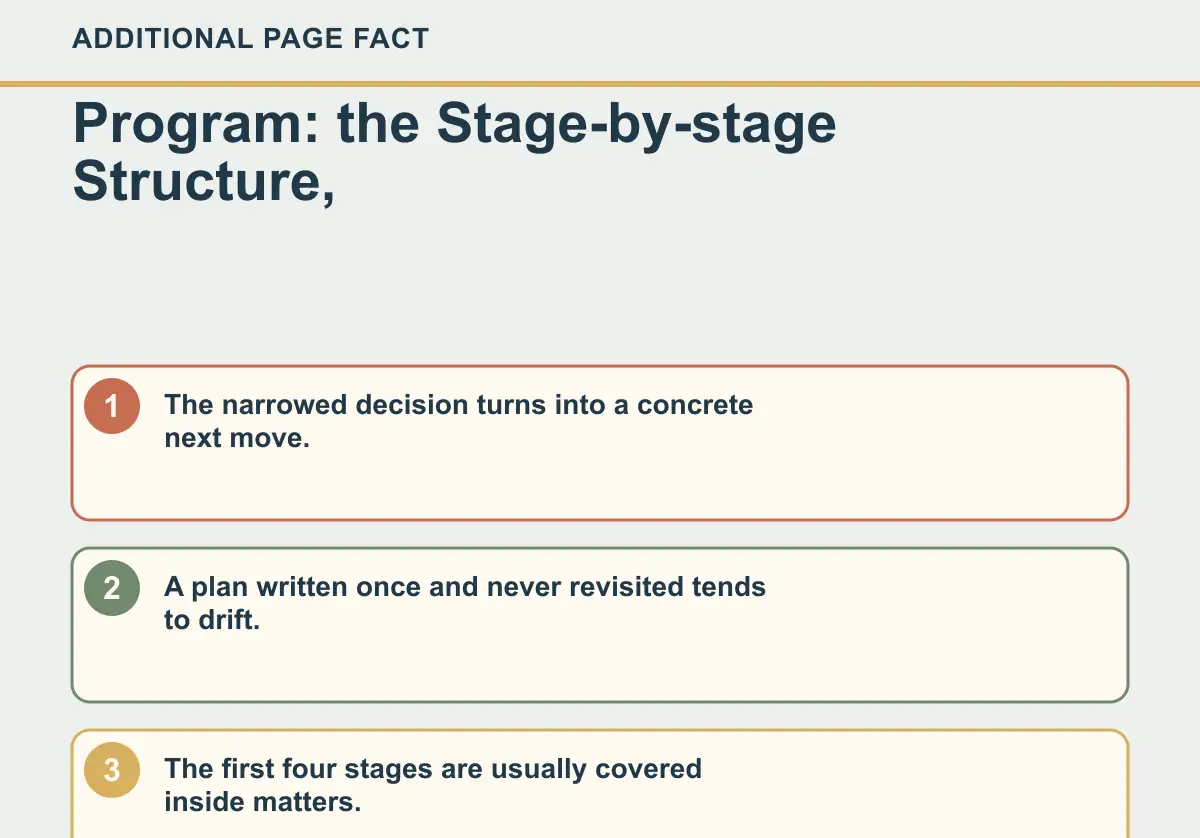 ADDITIONAL PAGE FACT
Program: the Stage-by-stage
Structure,
1
The narrowed decision turns into a concrete
next move.
2
A plan written once and never revisited tends
to drift.
3
The first four stages are usually covered
inside matters.